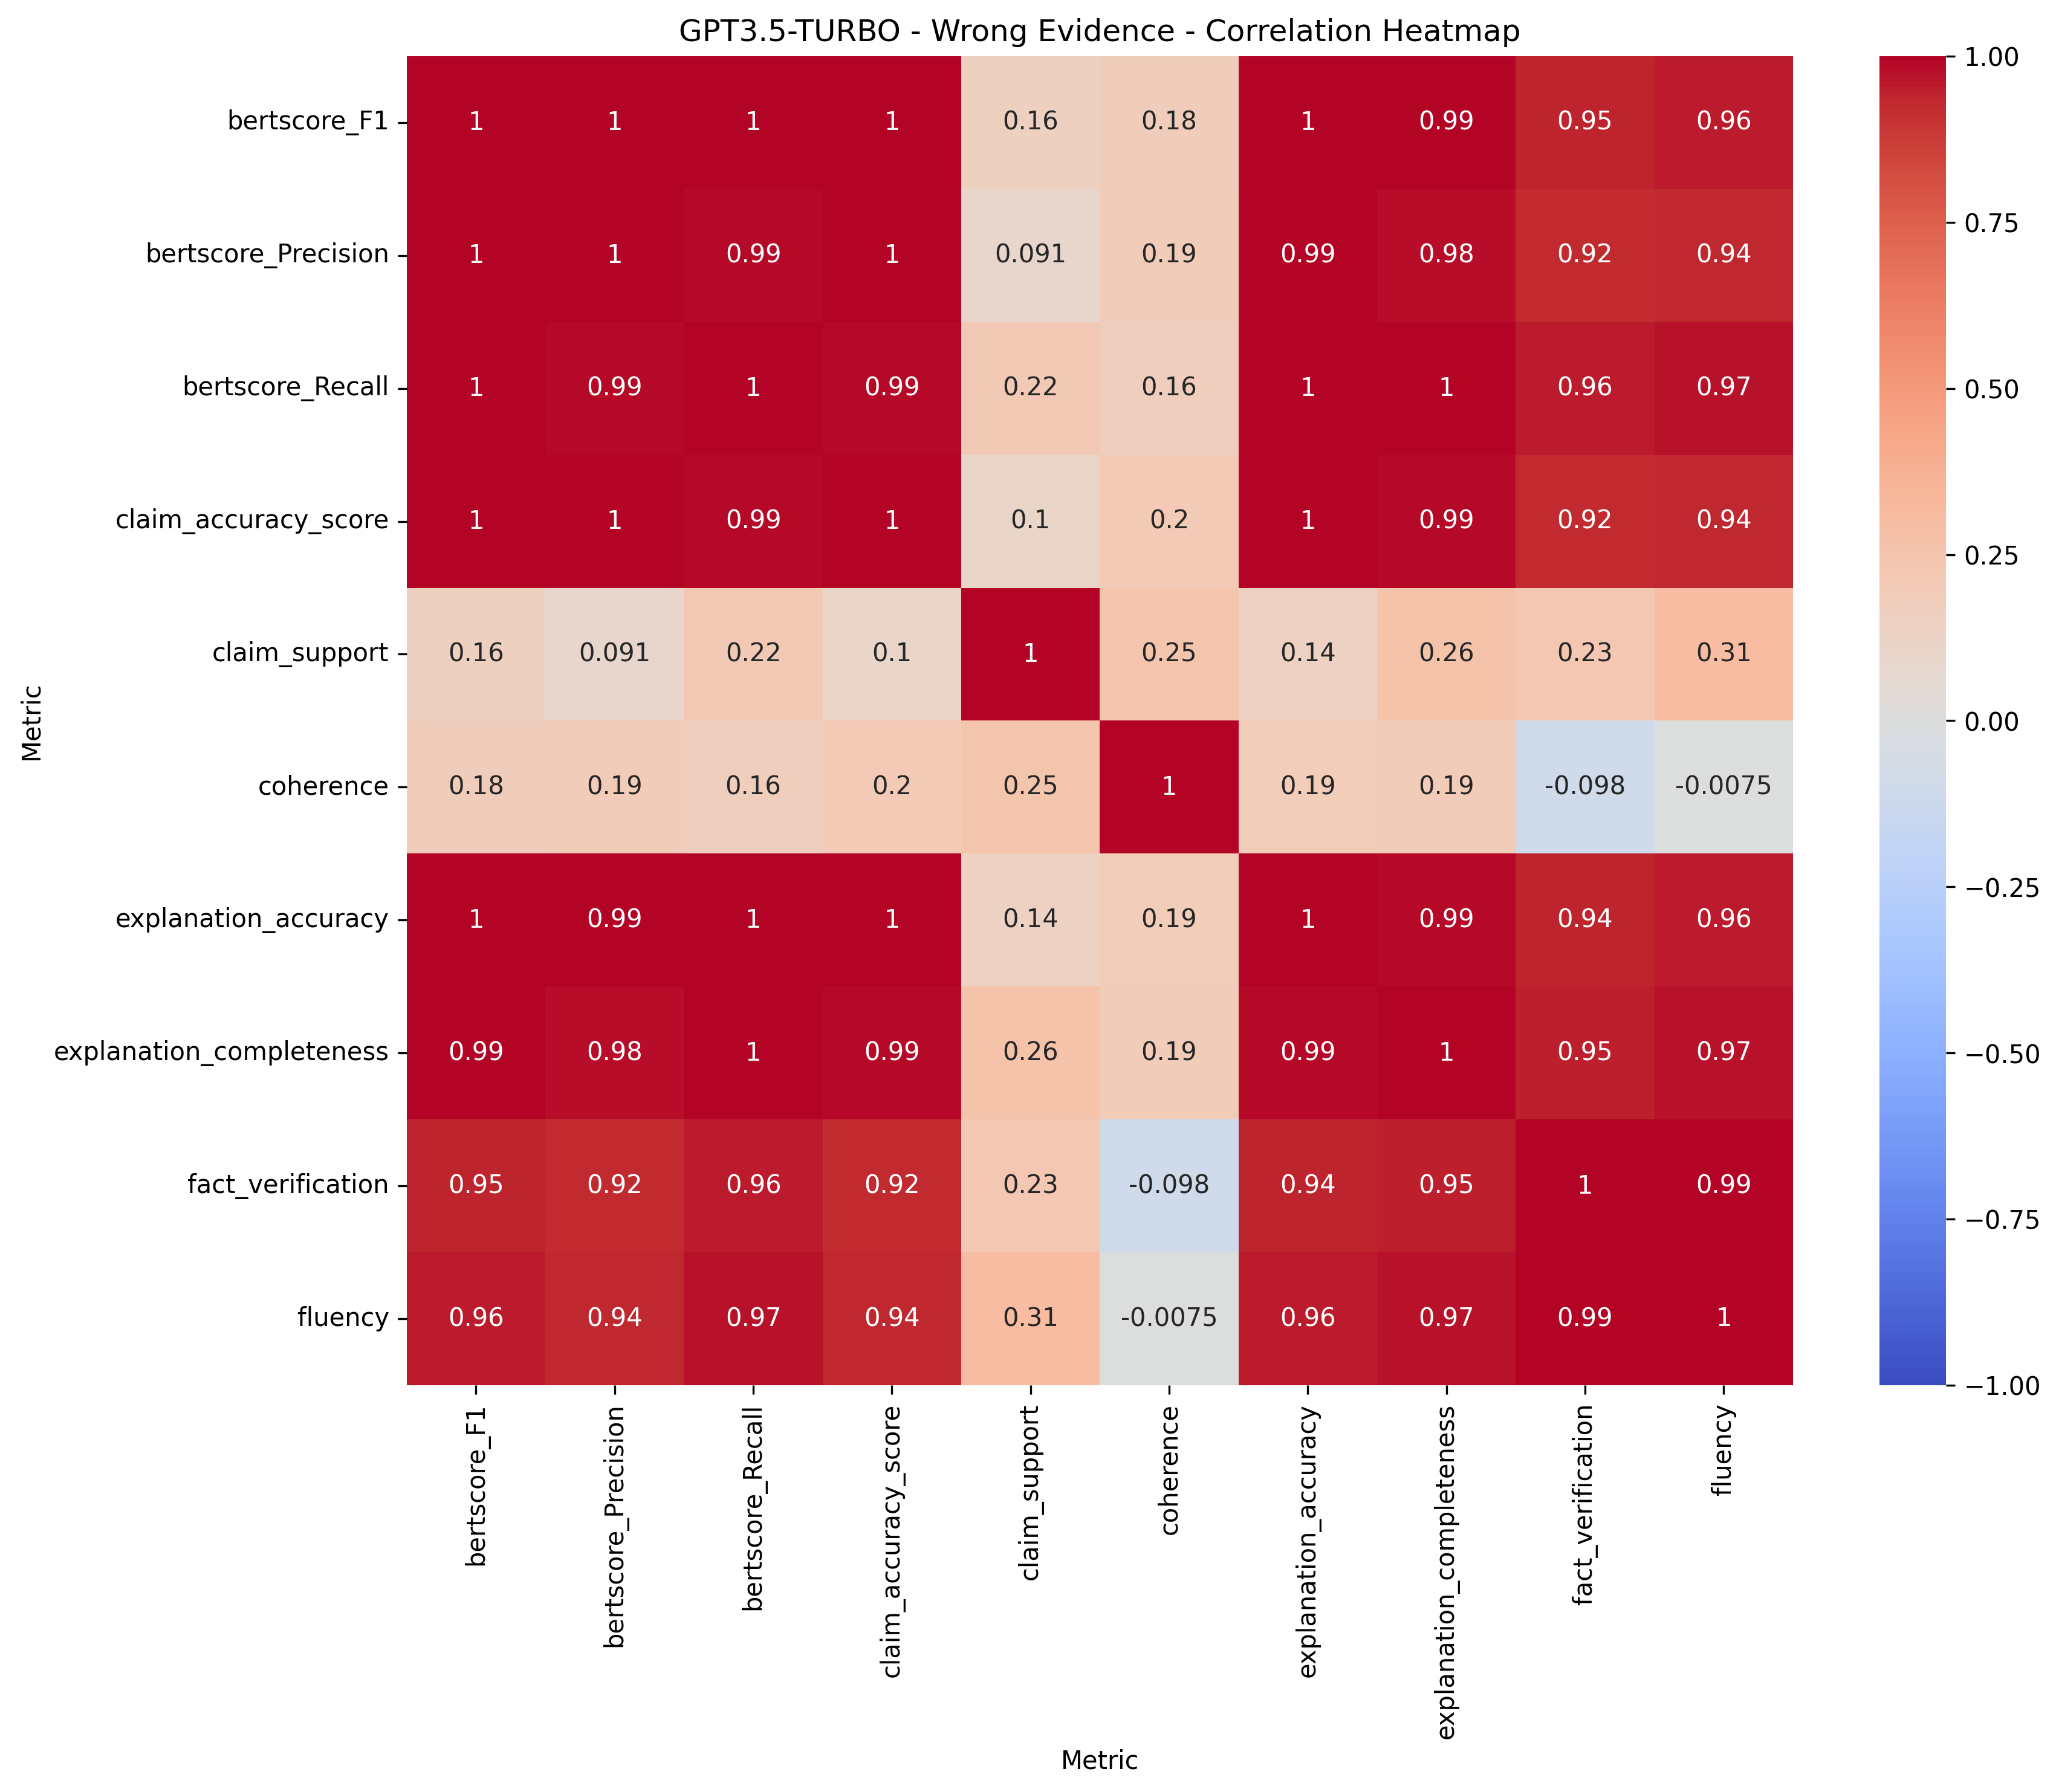 GPT3.5-TURBO - Wrong Evidence - Correlation Heatmap
bertscore_F1 1 1 1 1 0.16 0.18 1 0.99 0.95 0.96
bertscore_Precision 1 1 0.99 1 0.091 0.19 0.99 0.98 0.92 0.94
bertscore_Recall 1 0.99 1 0.99 0.22 0.16 1 1 0.96 0.97
claim_accuracy_score 1 1 0.99 1 0.1 0.2 1 0.99 0.92 0.94
claim_support 0.16 0.091 0.22 0.1 1 0.25 0.14 0.26 0.23 0.31
coherence 0.18 0.19 0.16 0.2 0.25 1 0.19 0.19 -0.098 -0.0075
explanation_accuracy 1 0.99 1 1 0.14 0.19 1 0.99 0.94 0.96
explanation_completeness 0.99 0.98 1 0.99 0.26 0.19 0.99 1 0.95 0.97
fact_verification 0.95 0.92 0.96 0.92 0.23 -0.098 0.94 0.95 1 0.99
fluency 0.96 0.94 0.97 0.94 0.31 -0.0075 0.96 0.97 0.99 1
Metric
bertscore_F1
bertscore_Precision
bertscore_Recall
claim_accuracy_score
claim_support
coherence
explanation_accuracy
explanation_completeness
fact_verification
fluency
Metric
1.00
0.75
0.50
0.25
0.00
−0.25
−0.50
−0.75
−1.00